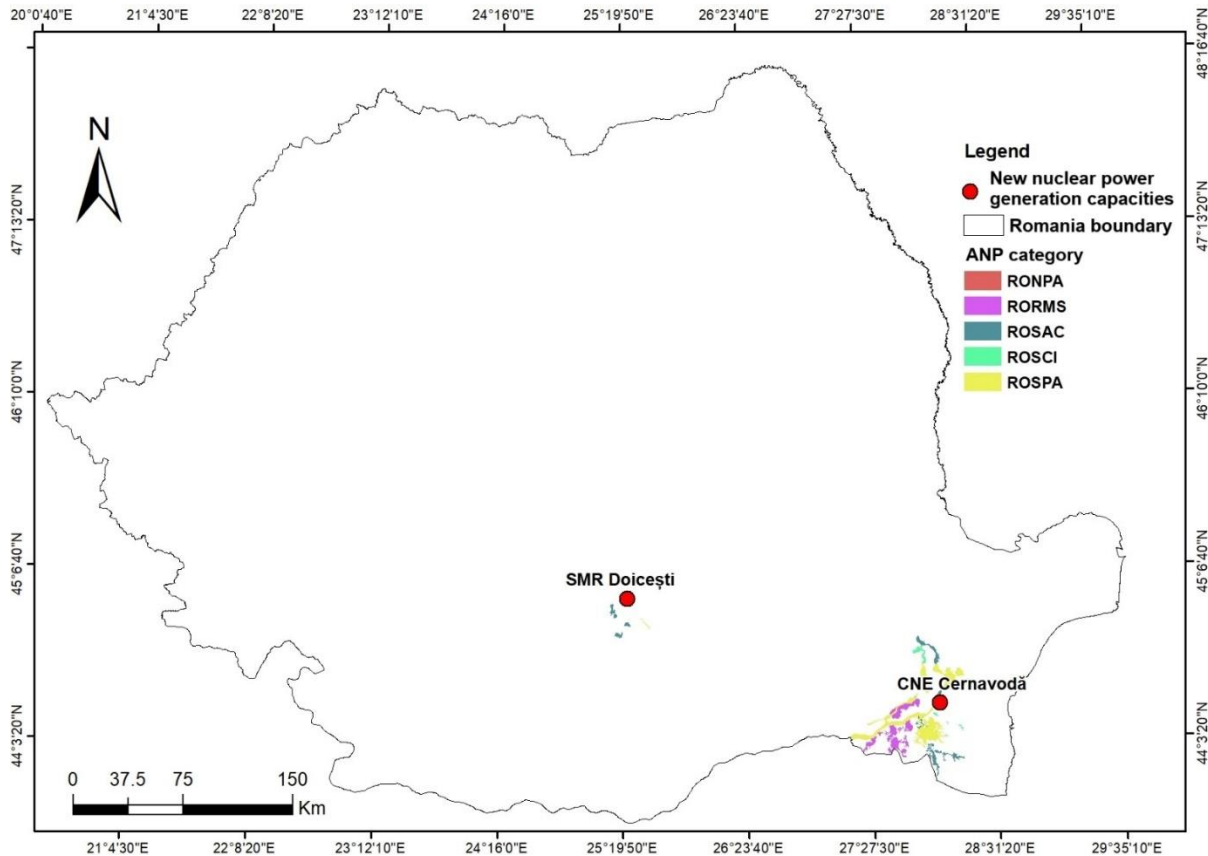 20°0'40"E 21°4'30"E 22°8'20"E 23°12'10"E 24°16'0"E 25°19'50"E 26°23'40"E 27°27'30"E 28°31'20"E 29°35'10"E
48°16'40"N
48°16'40"N
N
Legend
New nuclear power
generation capacities
Romania boundary
ANP category
RONPA
RORMS
ROSAC
ROSCI
ROSPA
47°13'20"N
47°13'20"N
46°10'0"N
46°10'0"N
45°6'40"N
45°6'40"N
SMR Doicești
CNE Cernavodă
44°3'20"N
44°3'20"N
0 37.5 75 150
Km
21°4'30"E 22°8'20"E 23°12'10"E 24°16'0"E 25°19'50"E 26°23'40"E 27°27'30"E 28°31'20"E 29°35'10"E